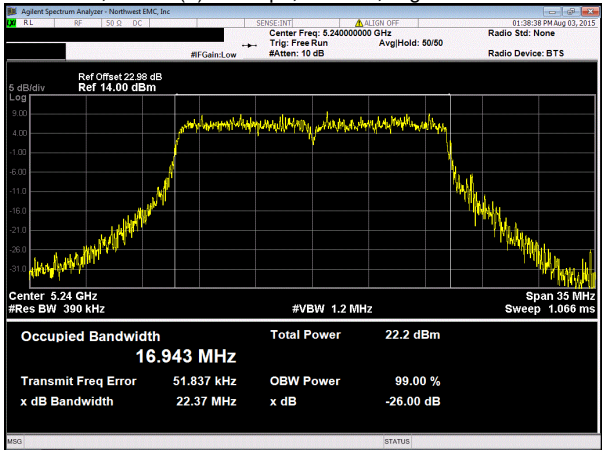 Agilent Spectrum Analyzer - Northwest EMC, Inc
RL RF 50 Ω DC SENSE:INT ALIGN OFF 01:38:38 PM Aug 03, 2015
Center Freq: 5.240000000 GHz Radio Std: None
Trig: Free Run Avg|Hold: 50/50
#IFGain:Low #Atten: 10 dB Radio Device: BTS
Ref Offset 22.98 dB
5 dB/div Ref 14.00 dBm
Log
9.00
4.00
-1.00
-6.00
-11.0
-16.0
-21.0
-26.0
-31.0
Center 5.24 GHz Span 35 MHz
#Res BW 390 kHz #VBW 1.2 MHz Sweep 1.066 ms
Occupied Bandwidth Total Power 22.2 dBm
16.943 MHz
Transmit Freq Error 51.837 kHz OBW Power 99.00 %
x dB Bandwidth 22.37 MHz x dB -26.00 dB
MSG STATUS